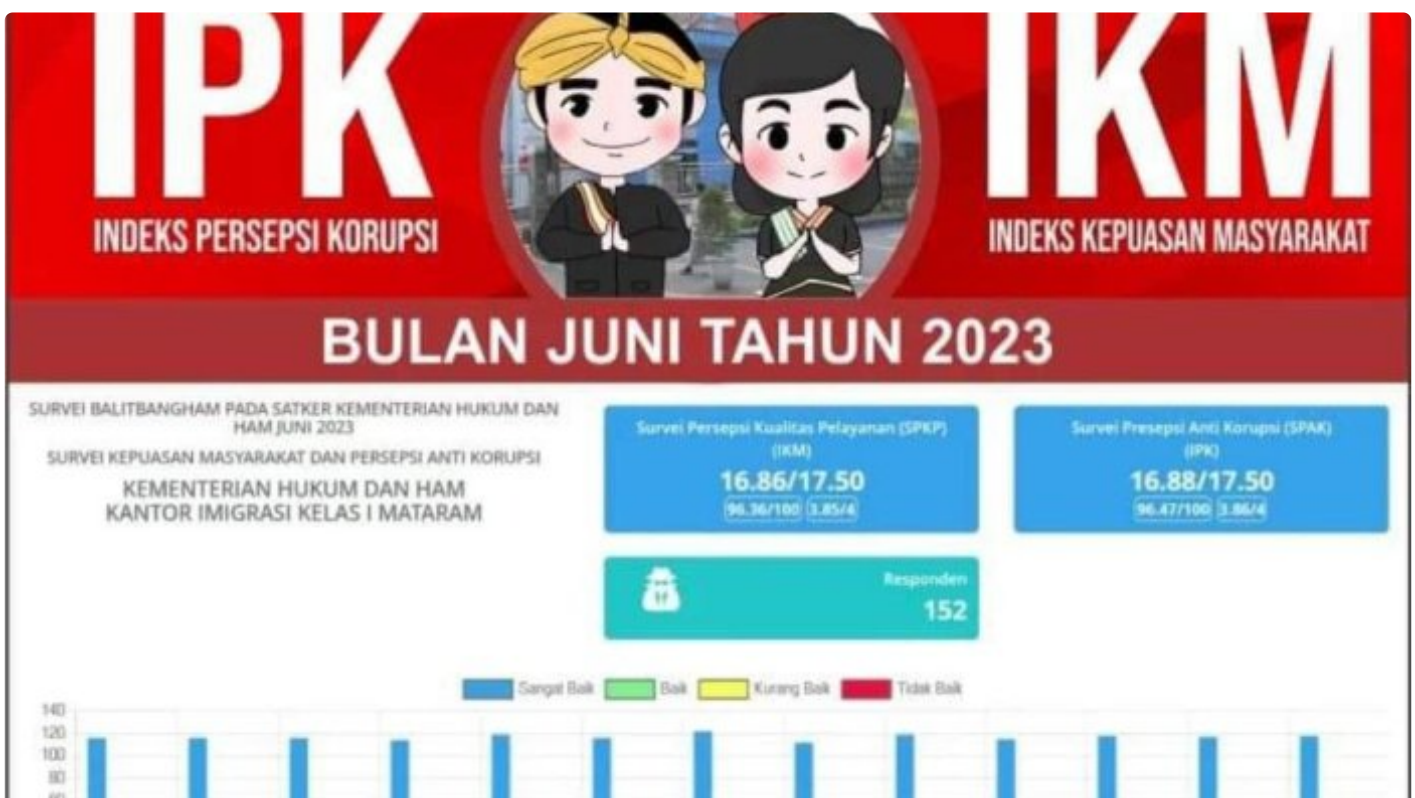 IPK
INDEKS PERSEPSI KORUPSI
IKM
INDEKS KEPUASAN MASYARAKAT
BULAN JUNI TAHUN 2023
SURVEI BALITBANGHAM PADA SATKER KEMENTERIAN HUKUM DAN
HAM JUNI 2023
SURVEI KEPUASAN MASYARAKAT DAN PERSEPSI ANTI KORUPSI
KEMENTERIAN HUKUM DAN HAM
KANTOR IMIGRASI KELAS I MATARAM
Survei Persepsi Kualitas Pelayanan (SPKP)
(IKM)
16.86/17.50
96.36/100 3.85/4
Survei Presepsi Anti Korupsi (SPAK)
(IPK)
16.88/17.50
96.47/100 3.86/4
Responden
152
Sangat Baik Baik Kurang Baik Tidak Baik
140
120
100
80
60